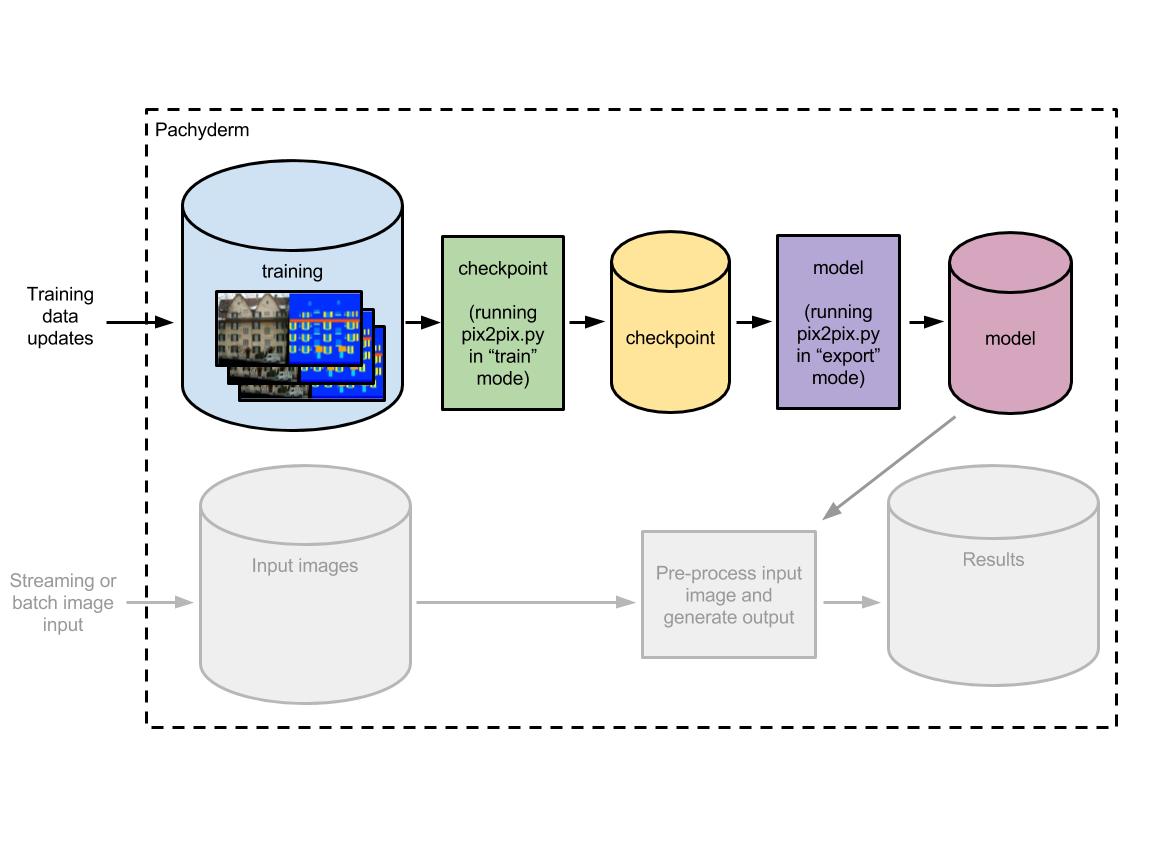 Pachyderm
Training
data
updates
training
checkpoint
(running
pix2pix.py
in “train”
mode)
checkpoint
model
(running
pix2pix.py
in “export”
mode)
model
Streaming or
batch image
input
Input images
Pre-process input
image and
generate output
Results